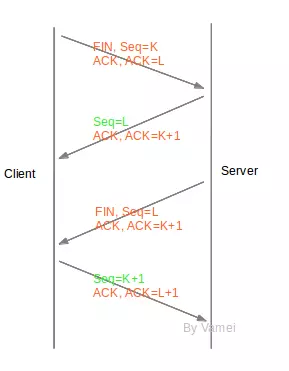 FIN, Seq=K
ACK, ACK=L
Seq=L
ACK, ACK=K+1
Client
Server
FIN, Seq=L
ACK, ACK=K+1
Seq=K+1
ACK, ACK=L+1
By Vamei